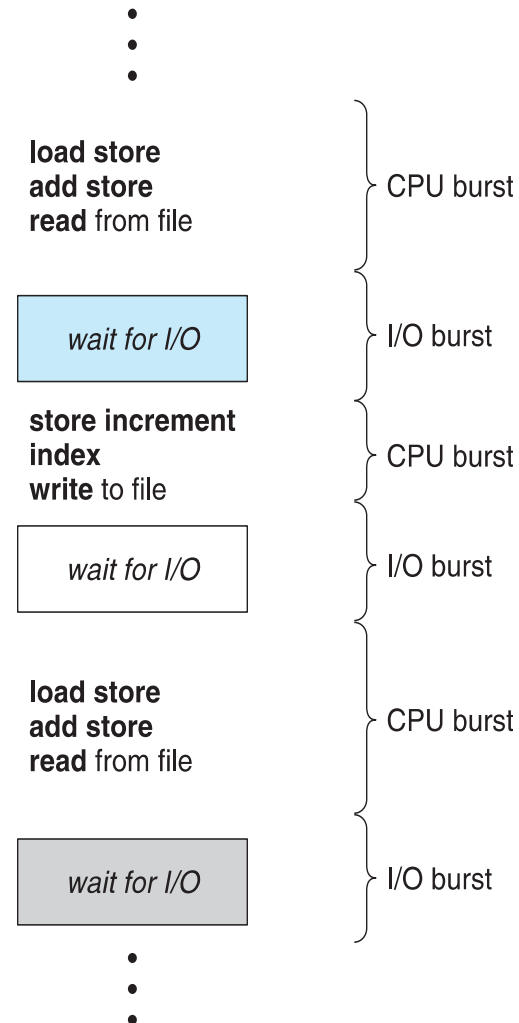 load store
add store
read from file
CPU burst
wait for I/O
I/O burst
store increment
index
write to file
CPU burst
wait for I/O
I/O burst
load store
add store
read from file
CPU burst
wait for I/O
I/O burst